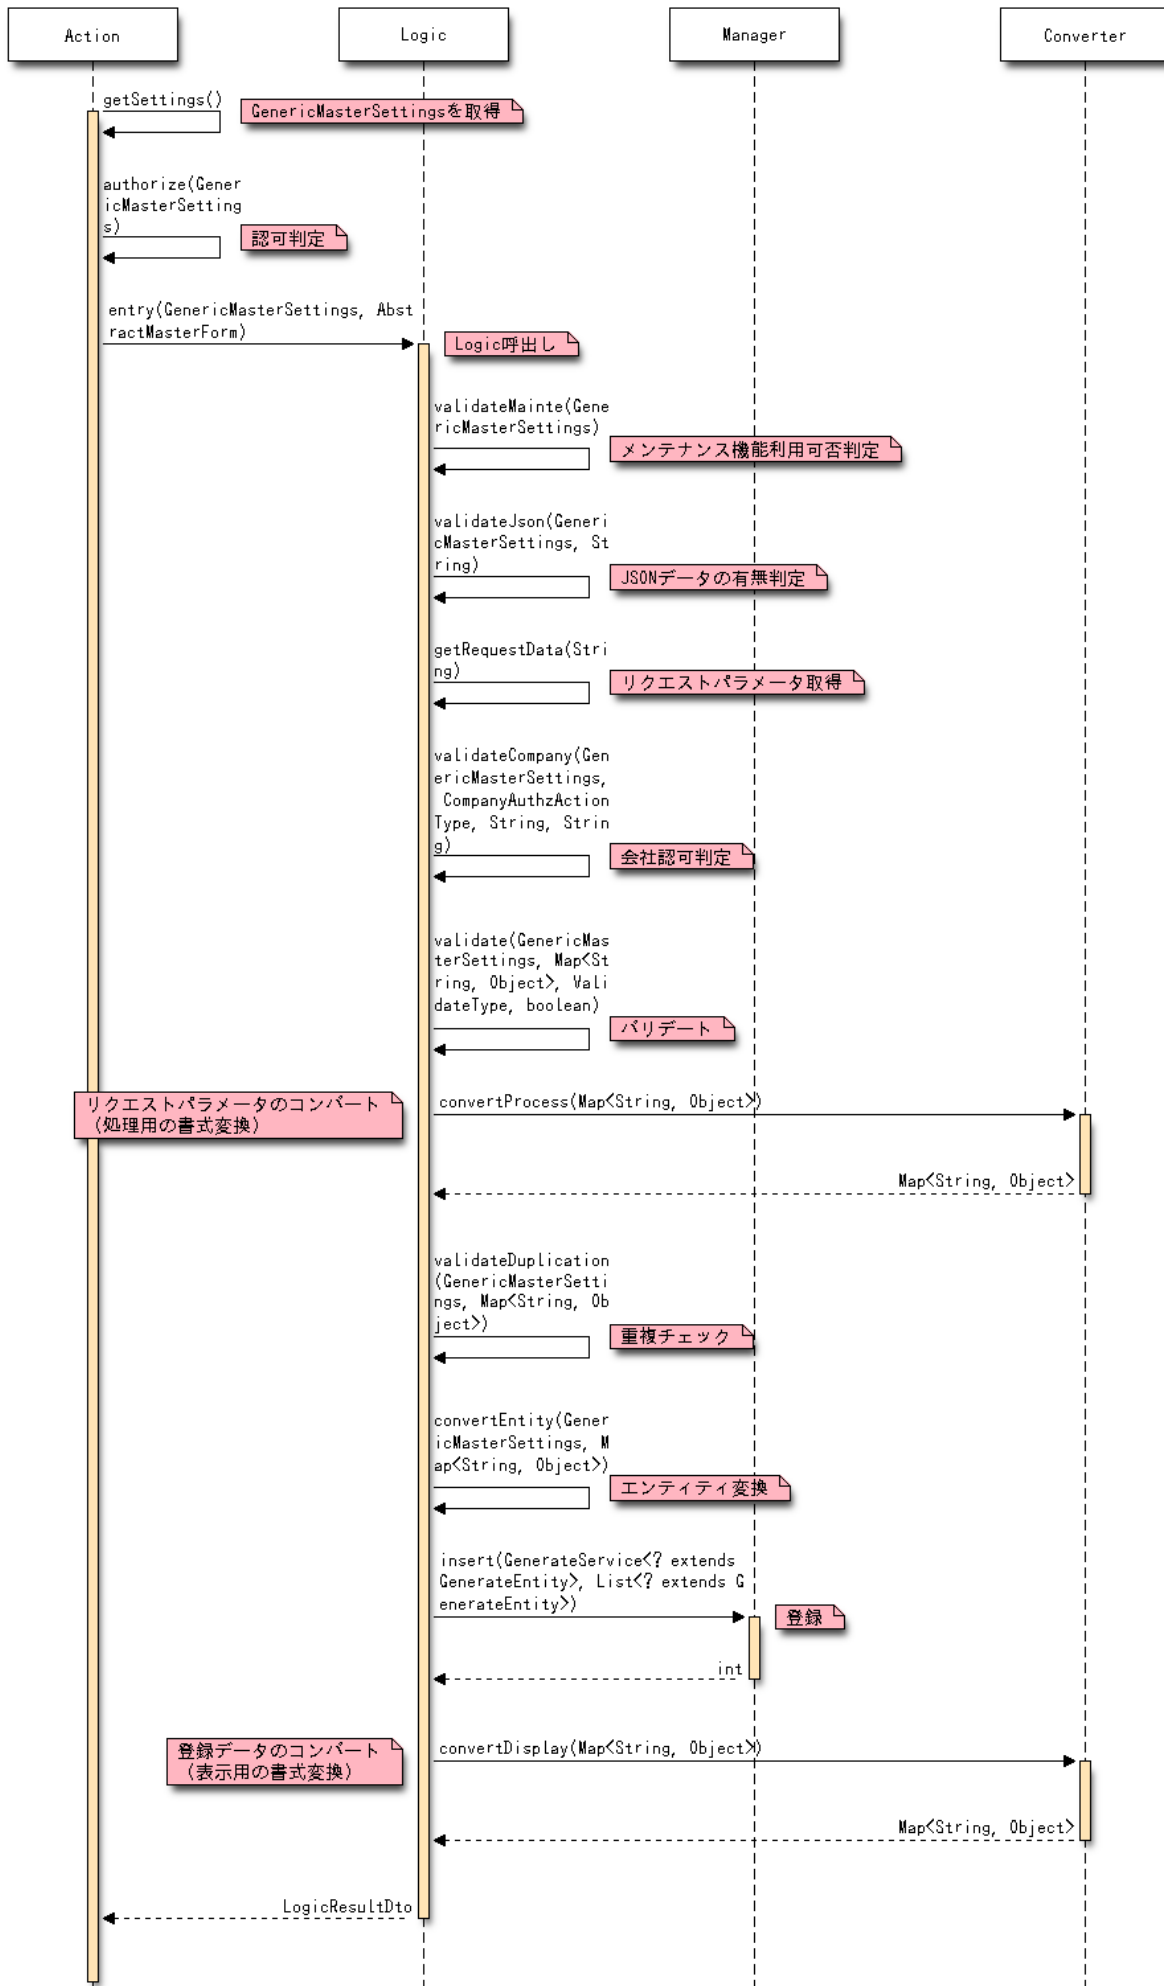 Action
Logic
Manager
Converter
getSettings()
GenericMasterSettingsを取得
authorize(Gener
icMasterSetting
s)
認可判定
entry(GenericMasterSettings, Abst
ractMasterForm)
Logic呼出し
validateMainte(Gene
ricMasterSettings)
メンテナンス機能利用可否判定
validateJson(Generi
cMasterSettings, St
ring)
JSONデータの有無判定
getRequestData(Stri
ng)
リクエストパラメータ取得
validateCompany(Gen
ericMasterSettings,
CompanyAuthzAction
Type, String, Strin
g)
会社認可判定
validate(GenericMas
terSettings, Map<St
ring, Object>, Vali
dateType, boolean)
バリデート
リクエストパラメータのコンバート
(処理用の書式変換)
convertProcess(Map<String, Object>)
Map<String, Object>
validateDuplication
(GenericMasterSetti
ngs, Map<String, Ob
ject>)
重複チェック
convertEntity(Gener
icMasterSettings, M
ap<String, Object>)
エンティティ変換
insert(GenerateService<? extends
GenerateEntity>, List<? extends G
enerateEntity>)
登録
int
登録データのコンバート
(表示用の書式変換)
convertDisplay(Map<String, Object>)
Map<String, Object>
LogicResultDto